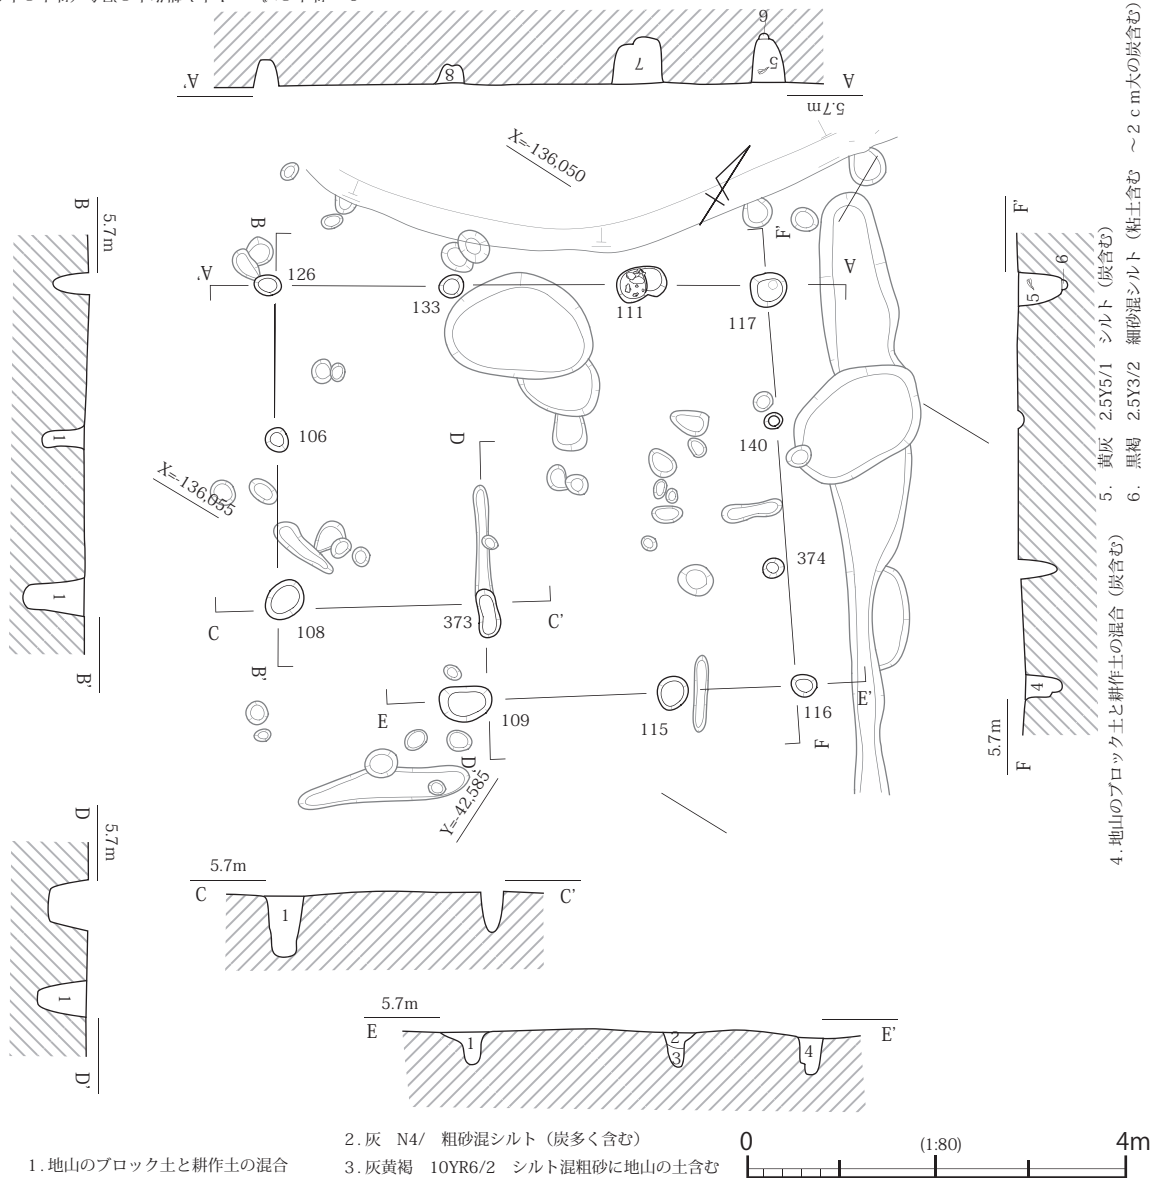 9
5
7
8
A'
A
5.7m
X=-136,050
B
5.7m
B
A'
126
133
111
117
F'
A
F'
6
5
106
140
D
X=-136,055
1
374
C
108
373
C'
1
B'
B'
E
109
115
116
E'
F
D'
Y=-42,585
4
5.7m
F
4.地山のブロック土と耕作土の混合（炭含む）
5. 黄灰 2.5Y5/1 シルト（炭含む）
6. 黒褐 2.5Y3/2 細砂混シルト（粘土含む ～2cm大の炭含む）
D
5.7m
1
D'
5.7m
C
C'
1
5.7m
E
E'
1
2
3
4
1.地山のブロック土と耕作土の混合
2.灰 N4/ 粗砂混シルト（炭多く含む）
3.灰黄褐 10YR6/2 シルト混粗砂に地山の土含む
0
(1:80)
4m